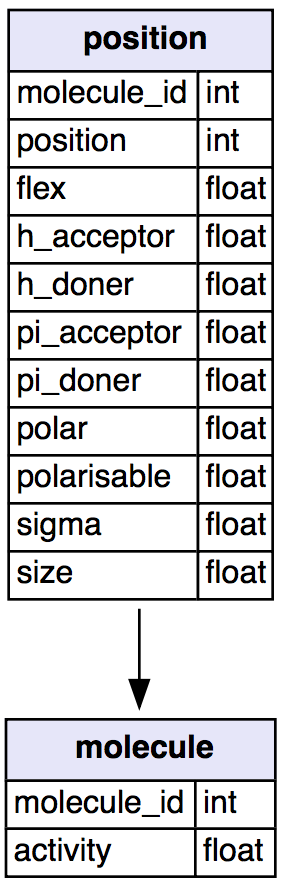 position
molecule_id int
position int
flex float
h_acceptor float
h_doner float
pi_acceptor float
pi_doner float
polar float
polarisable float
sigma float
size float
molecule
molecule_id int
activity float